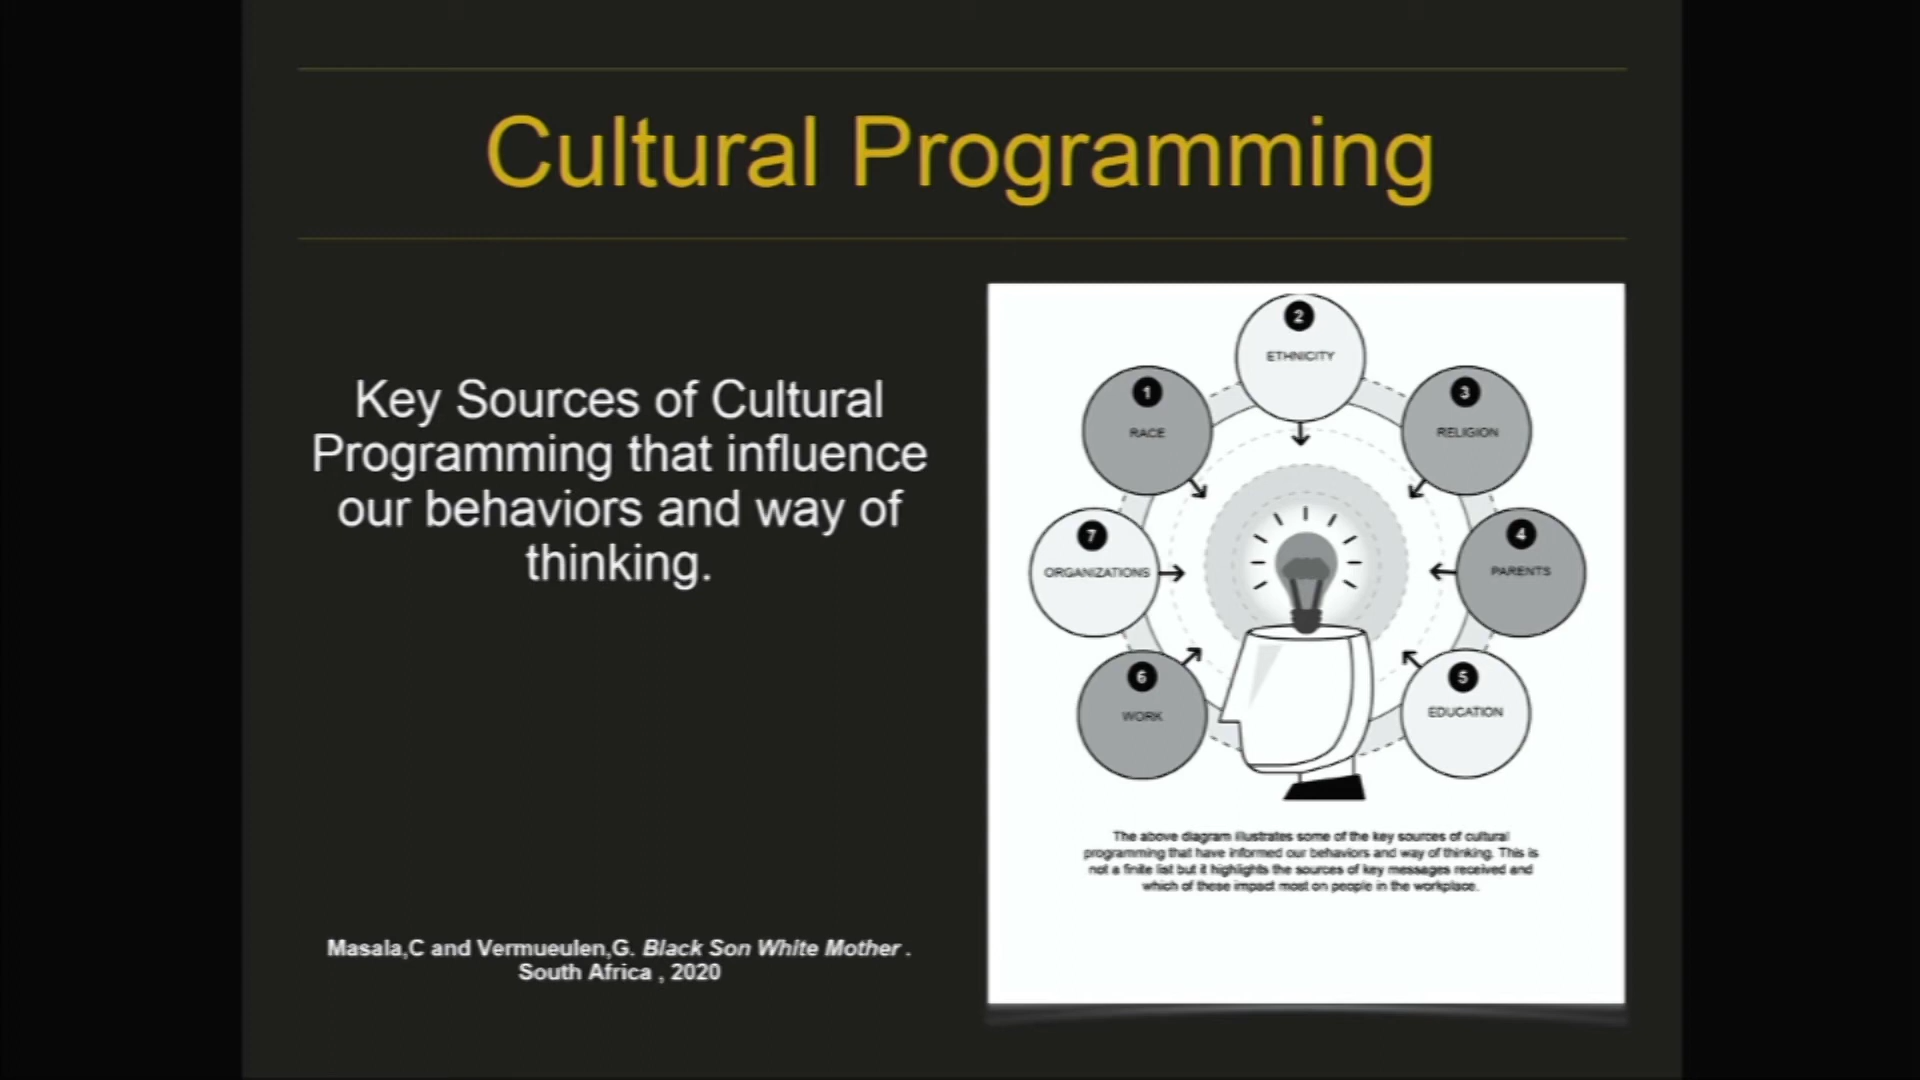 Cultural Programming
Key Sources of Cultural
Programming that influence
our behaviors and way of
thinking.
Masala,C and Vermueulen,G. Black Son White Mother .
South Africa , 2020
1
RACE
2
ETHNICITY
3
RELIGION
4
PARENTS
5
EDUCATION
6
WORK
7
ORGANIZATIONS
The above diagram illustrates some of the key sources of cultural
programming that have informed our behaviors and way of thinking. This is
not a finite list but it highlights the sources of key messages received and
which of these impact most on people in the workplace.